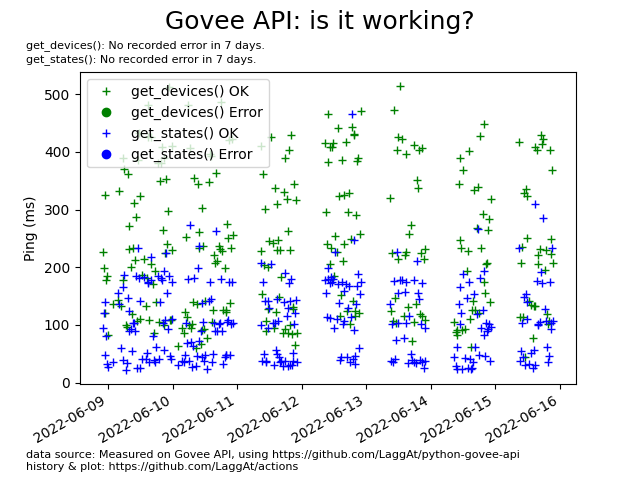 Govee API: is it working?
get_devices(): No recorded error in 7 days.
get_states(): No recorded error in 7 days.
get_devices() OK
get_devices() Error
get_states() OK
get_states() Error
Ping (ms)
500
400
300
200
100
0
2022-06-09
2022-06-10
2022-06-11
2022-06-12
2022-06-13
2022-06-14
2022-06-15
2022-06-16
data source: Measured on Govee API, using https://github.com/LaggAt/python-govee-api
history & plot: https://github.com/LaggAt/actions